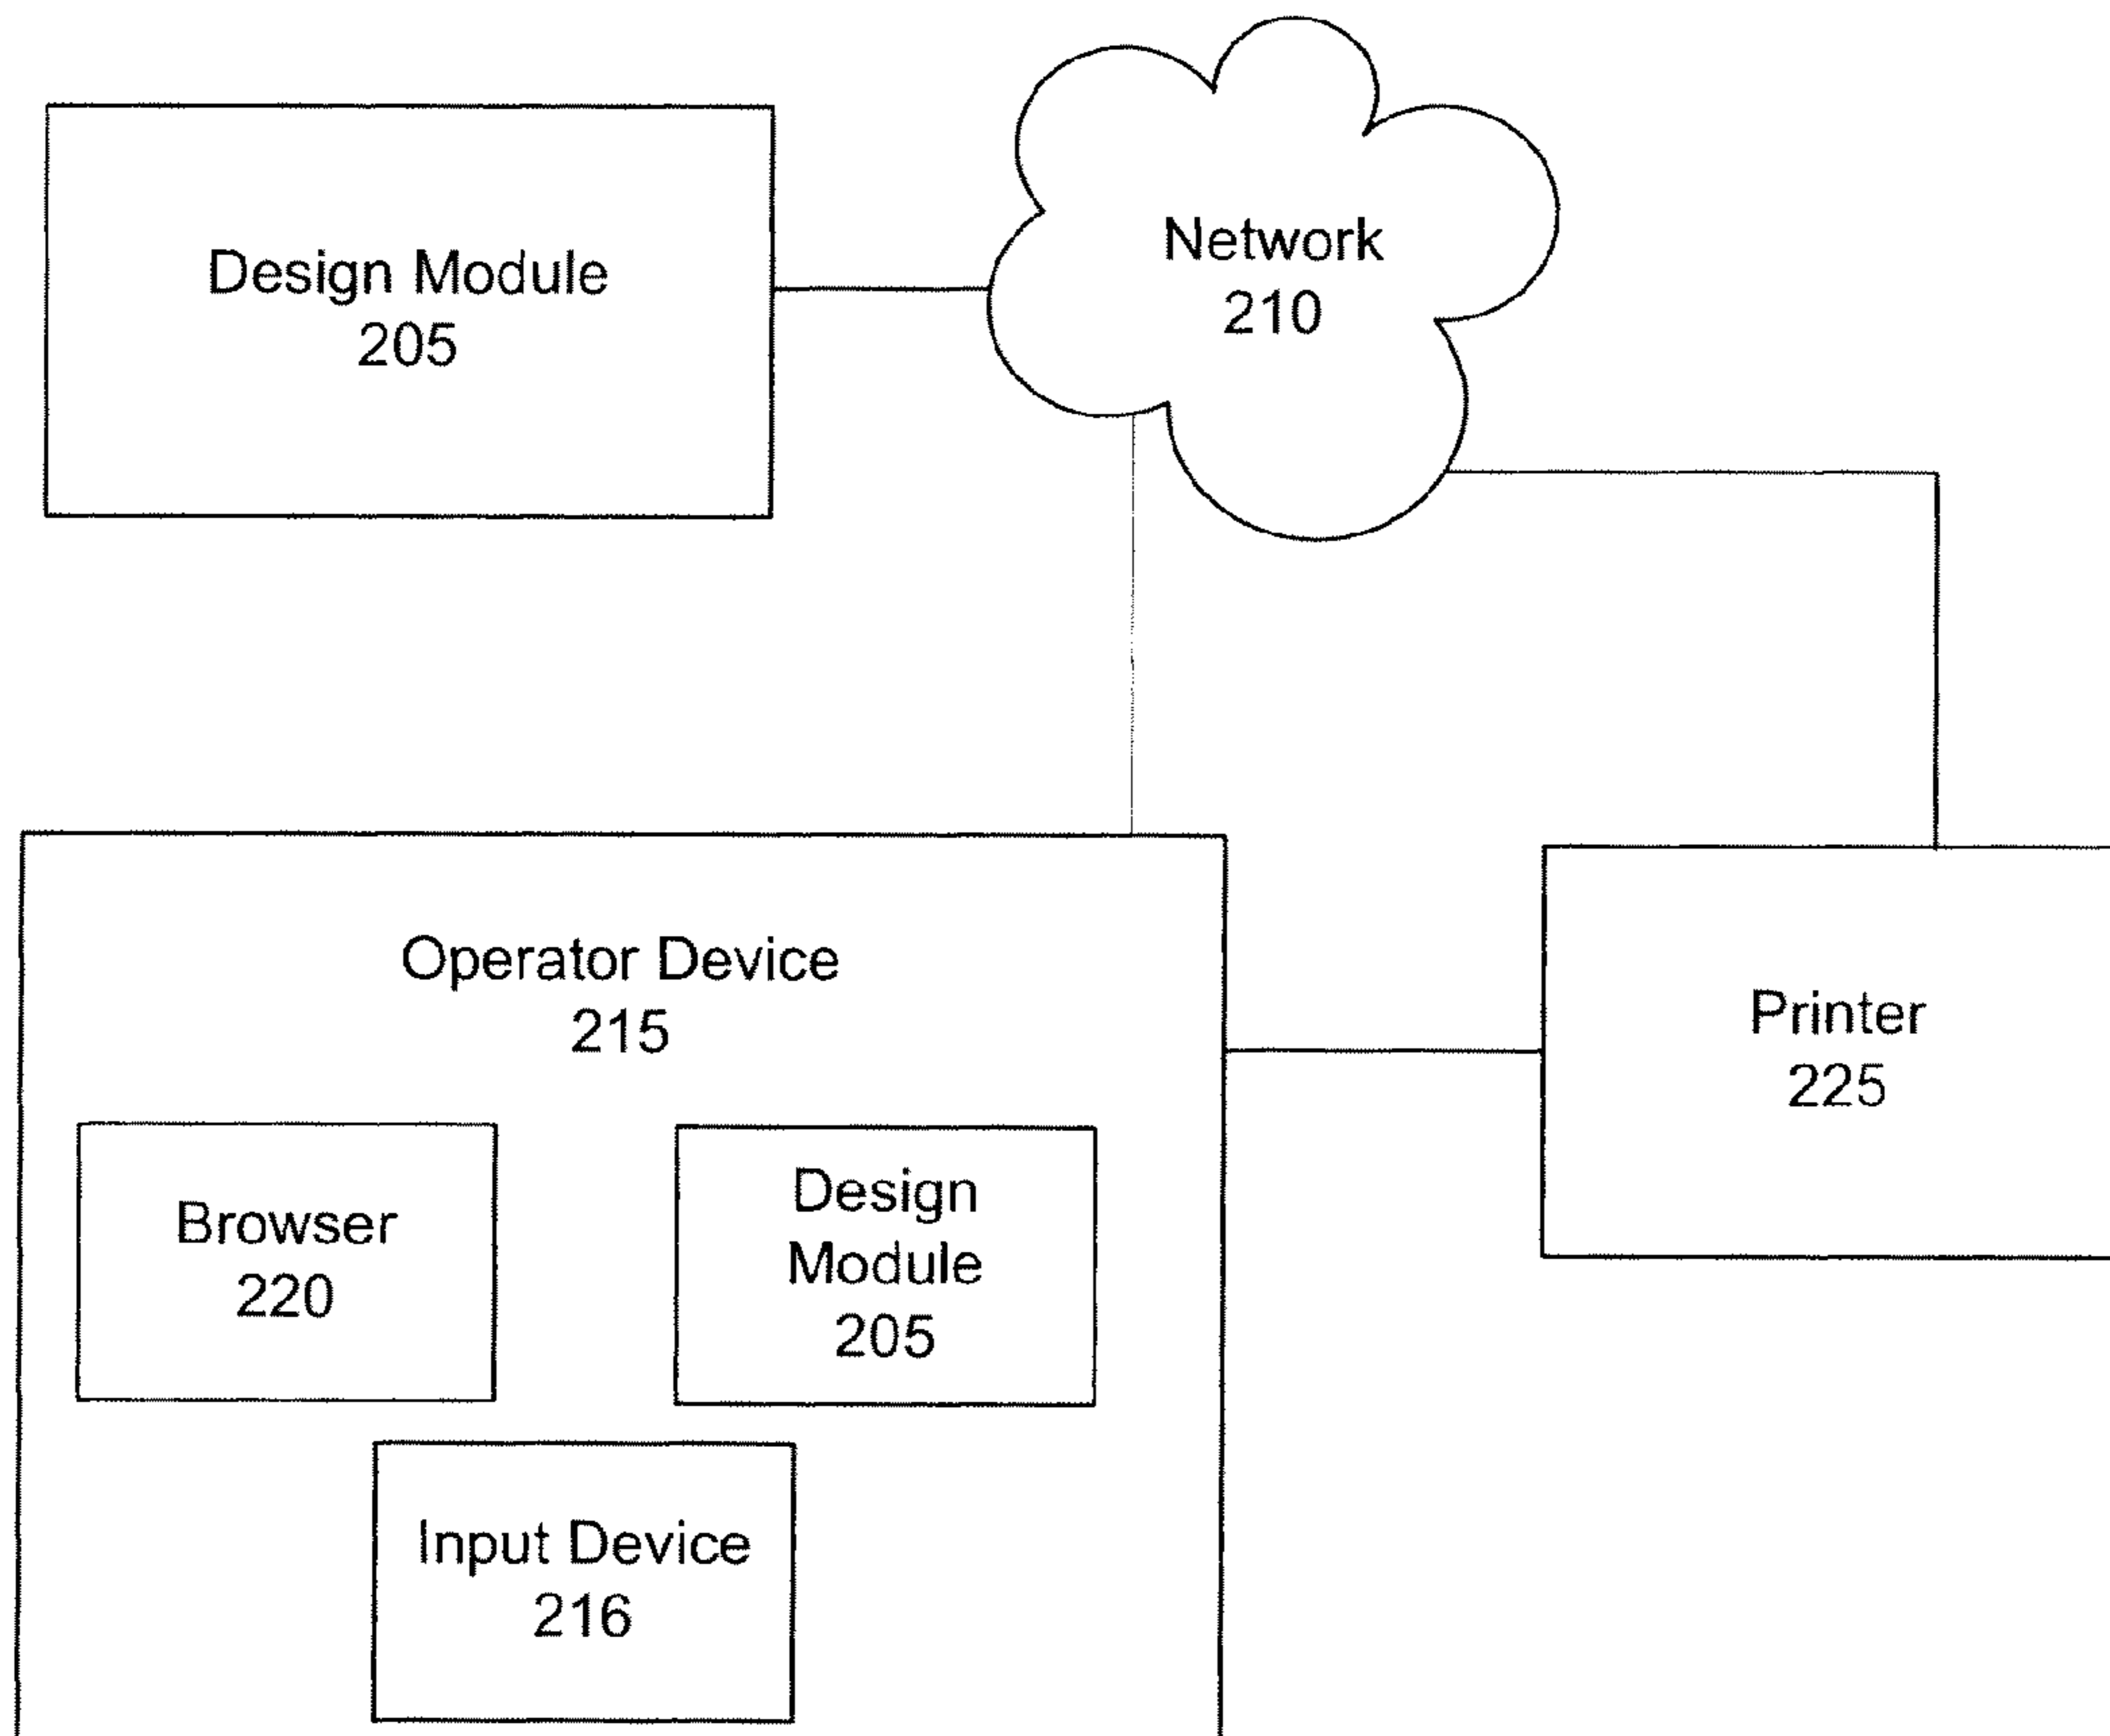 Design Module
205
Network
210
Operator Device
215
Printer
225
Browser
220
Design
Module
205
Input Device
216